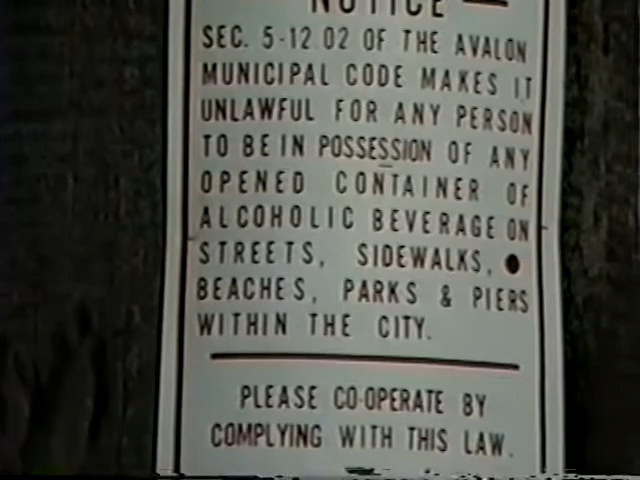 NOTICE
SEC. 5-12.02 OF THE AVALON
MUNICIPAL CODE MAKES IT
UNLAWFUL FOR ANY PERSON
TO BE IN POSSESSION OF ANY
OPENED CONTAINER OF
ALCOHOLIC BEVERAGE ON
STREETS, SIDEWALKS,
BEACHES, PARKS & PIERS
WITHIN THE CITY.
PLEASE CO-OPERATE BY
COMPLYING WITH THIS LAW.